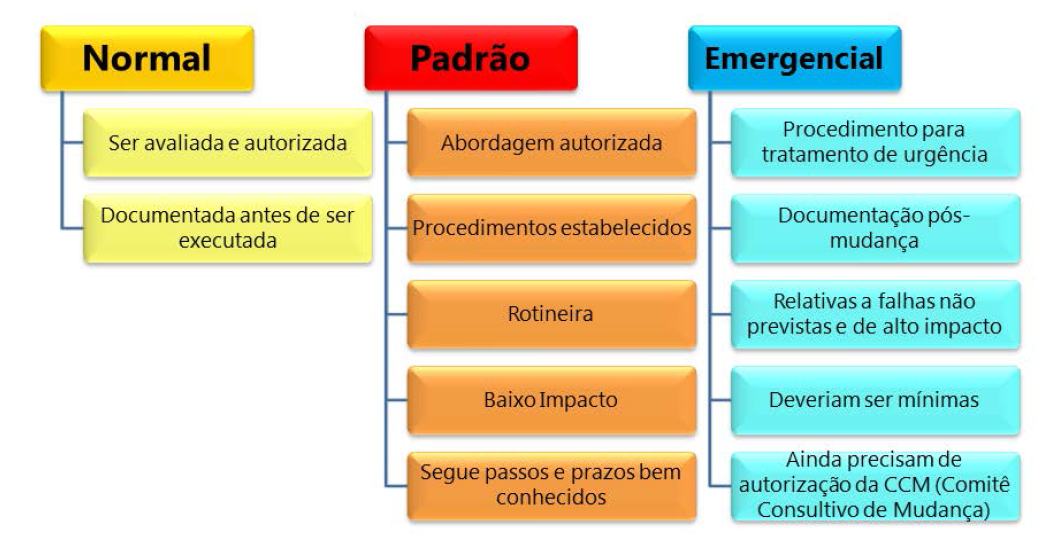 Normal
Ser avaliada e autorizada
Documentada antes de ser
executada
Padrão
Abordagem autorizada
Procedimentos estabelecidos
Rotineira
Baixo Impacto
Segue passos e prazos bem
conhecidos
Emergencial
Procedimento para
tratamento de urgência
Documentação pós-
mudança
Relativas a falhas não
previstas e de alto impacto
Deveriam ser mínimas
Ainda precisam de
autorização da CCM (Comitê
Consultivo de Mudança)